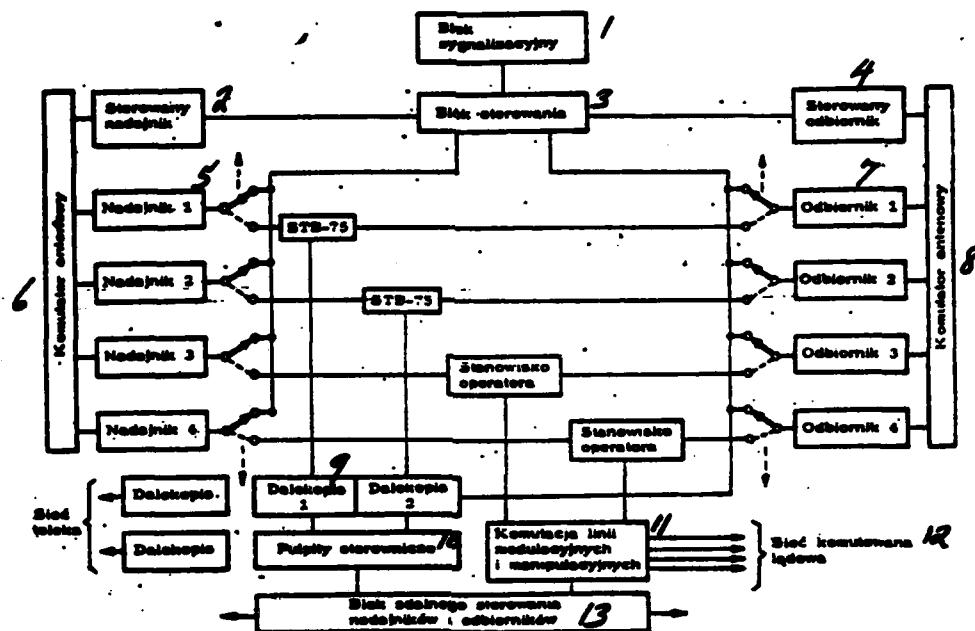 Blok
sygnalizacyjny
1
Sterowany
nadajnik
2
Blok sterowania
3
4
Sterowany
odbiornik
5
Nadajnik 1
STB-75
7
Odbiornik 1
6
Komutator antenowy
Nadajnik 2
STB-75
Odbiornik 2
Komutator antenowy
8
Nadajnik 3
Stanowisko
operatora
Odbiornik 3
Nadajnik 4
Stanowisko
operatora
Odbiornik 4
Sieć
teleks
Dalekopis
9
Dalekopis
1
Dalekopis
2
Dalekopis
Pulpity sterownicze
10
11
Komutacja linii
modulacyjnych
i manipulacyjnych
Sieć komutowana
lądowa
12
Blok zdalnego sterowania
nadajników i odbiorników
13